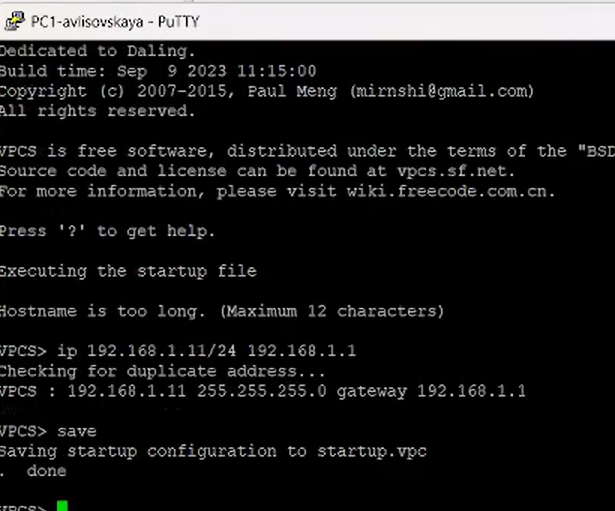 PC1-avlisovskaya - PuTTY
Dedicated to Daling.
Build time: Sep  9 2023 11:15:00
Copyright (c) 2007-2015, Paul Meng (mirnshi@gmail.com)
All rights reserved.
VPCS is free software, distributed under the terms of the "BSD
Source code and license can be found at vpcs.sf.net.
For more information, please visit wiki.freecode.com.cn.
Press '?' to get help.
Executing the startup file
Hostname is too long. (Maximum 12 characters)
VPCS> ip 192.168.1.11/24 192.168.1.1
Checking for duplicate address...
VPCS : 192.168.1.11 255.255.255.0 gateway 192.168.1.1
VPCS> save
Saving startup configuration to startup.vpc
.  done
VPCS>